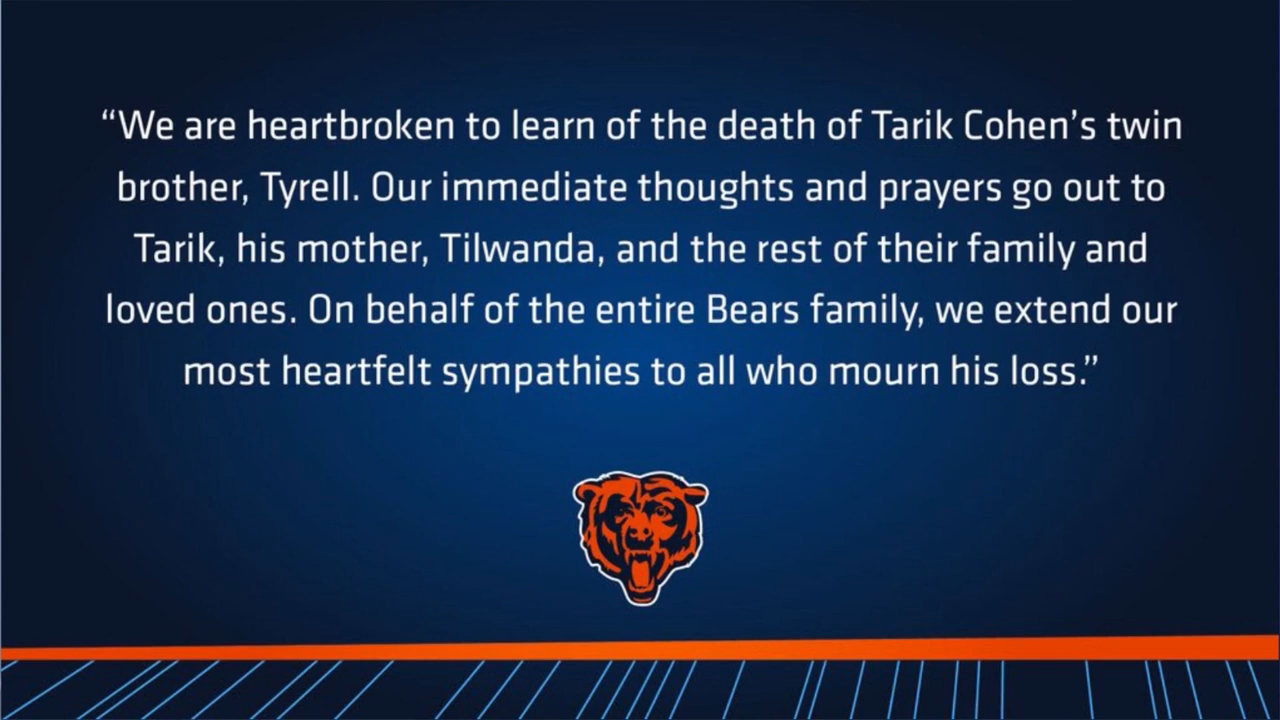 “We are heartbroken to learn of the death of Tarik Cohen’s twin
brother, Tyrell. Our immediate thoughts and prayers go out to
Tarik, his mother, Tilwanda, and the rest of their family and
loved ones. On behalf of the entire Bears family, we extend our
most heartfelt sympathies to all who mourn his loss.”